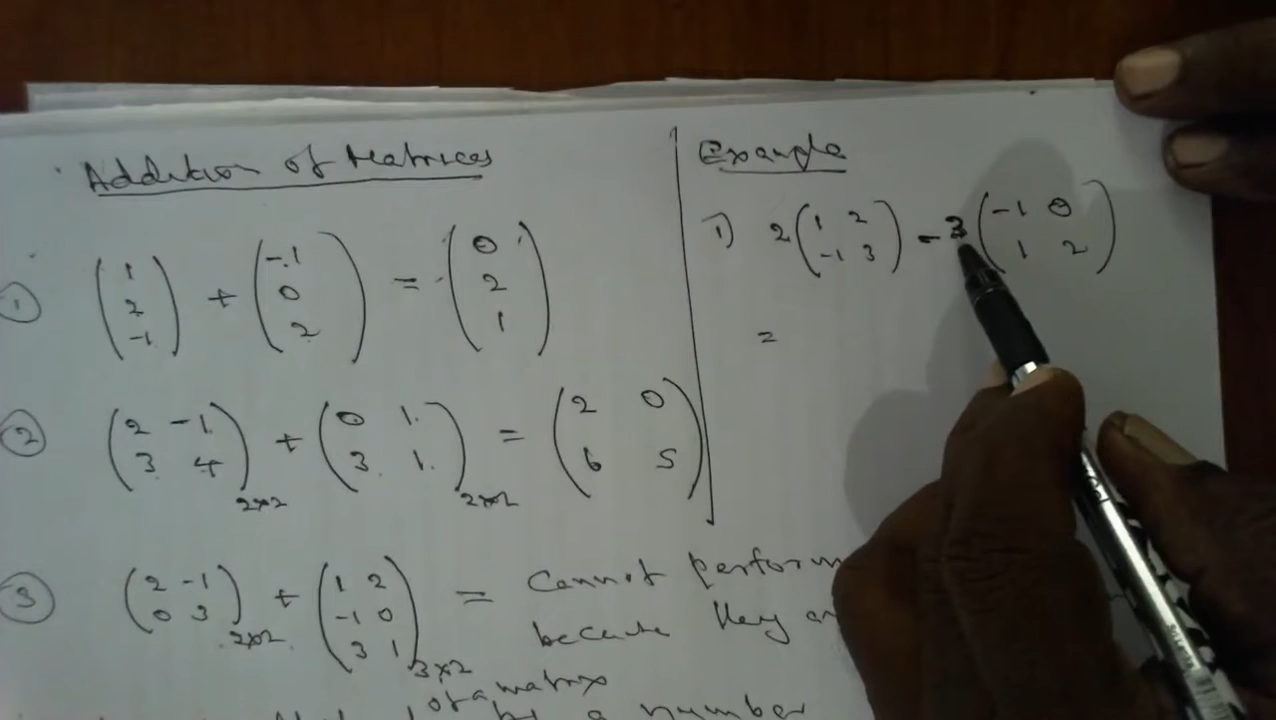 Addition of Matrices
① (1 2 -1) + (-1 0 2) = (0 2 1)
② (2 -1 3 4) 2×2 + (0 1 3 1) 2×2 = (2 0 6 5)
③ (2 -1 0 3) 2×2 + (1 2 -1 0 3 1) 3×2 = Cannot perform
because they
of a matrix
by a number
Example
1) 2(1 2 -1 3) - 3(-1 0 1 2)
=